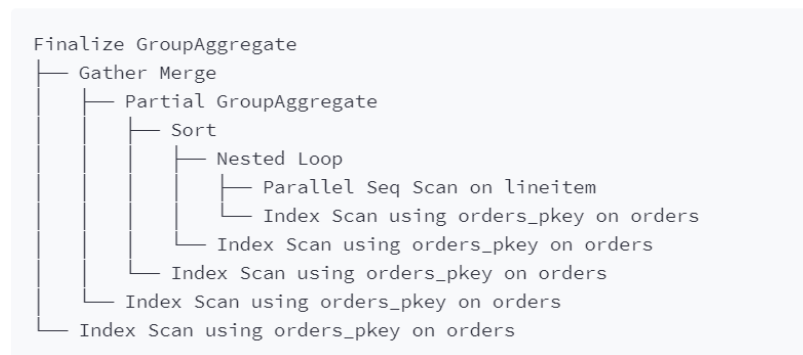 Finalize GroupAggregate
├── Gather Merge
│   ├── Partial GroupAggregate
│   │   ├── Sort
│   │   │   ├── Nested Loop
│   │   │   │   ├── Parallel Seq Scan on lineitem
│   │   │   │   └── Index Scan using orders_pkey on orders
│   │   │   └── Index Scan using orders_pkey on orders
│   │   └── Index Scan using orders_pkey on orders
│   └── Index Scan using orders_pkey on orders
└── Index Scan using orders_pkey on orders